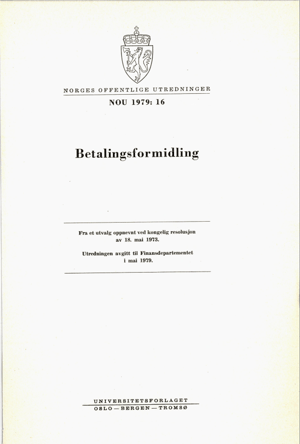 NORGES OFFENTLIGE UTREDNINGER
NOU 1979: 16
Betalingsformidling
Fra et utvalg oppnevnt ved kongelig resolusjon
av 18. mai 1973.
Utredningen avgitt til Finansdepartementet
i mai 1979.
UNIVERSITETSFORLAGET
OSLO — BERGEN — TROMSØ